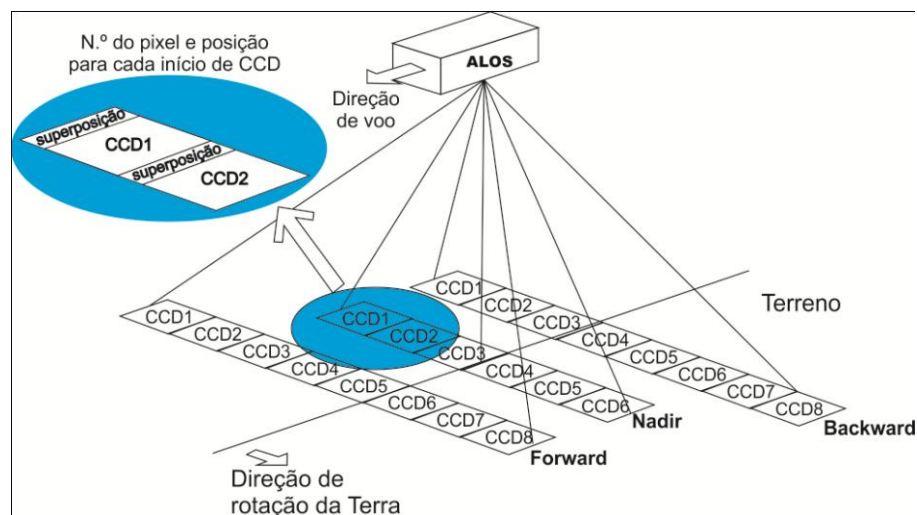 N.º do pixel e posição
para cada início de CCD
superposição
CCD1
superposição
CCD2
ALOS
Direção
de voo
Terreno
CCD1
CCD2
CCD3
CCD4
CCD5
CCD6
CCD7
CCD8
Forward
CCD1
CCD2
CCD3
CCD4
CCD5
CCD6
Nadir
CCD1
CCD2
CCD3
CCD4
CCD5
CCD6
CCD7
CCD8
Backward
Direção de
rotação da Terra